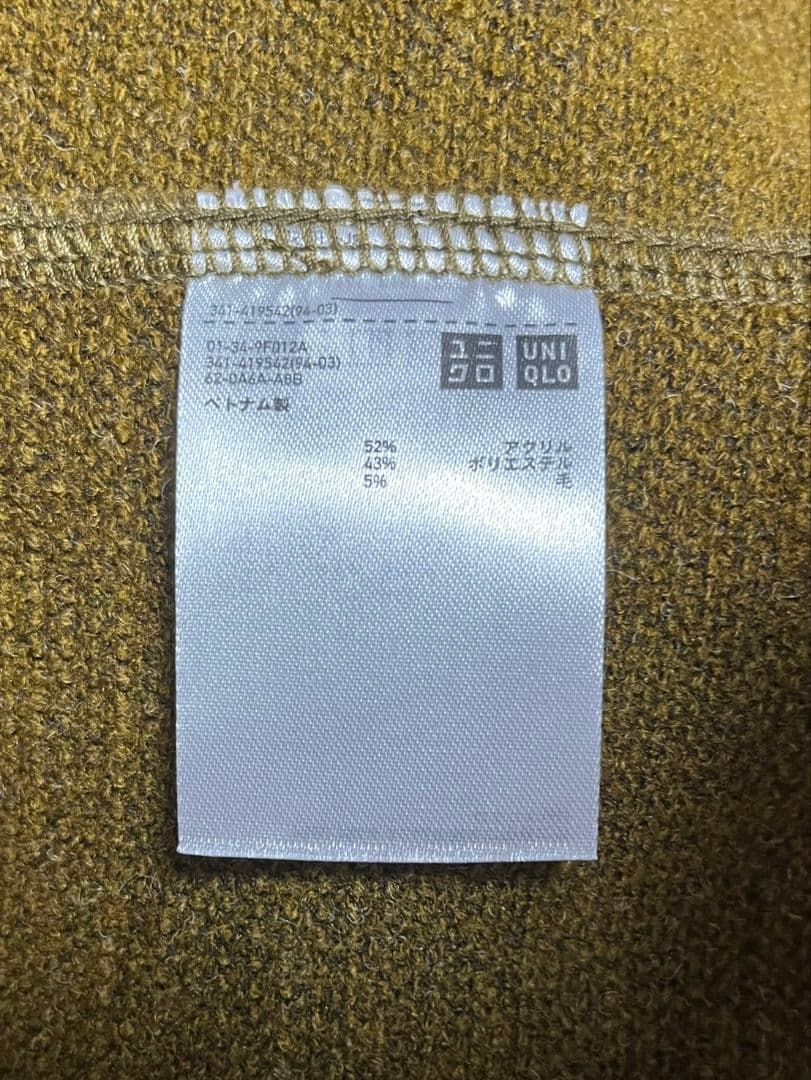 341-419542(94-03)
01-34-9F012A
341-419542(94-03)
62-0A6A-ABB
ベトナム製
ユニ
クロ
UNI
QLO
52% アクリル
43% ポリエステル
5% 毛